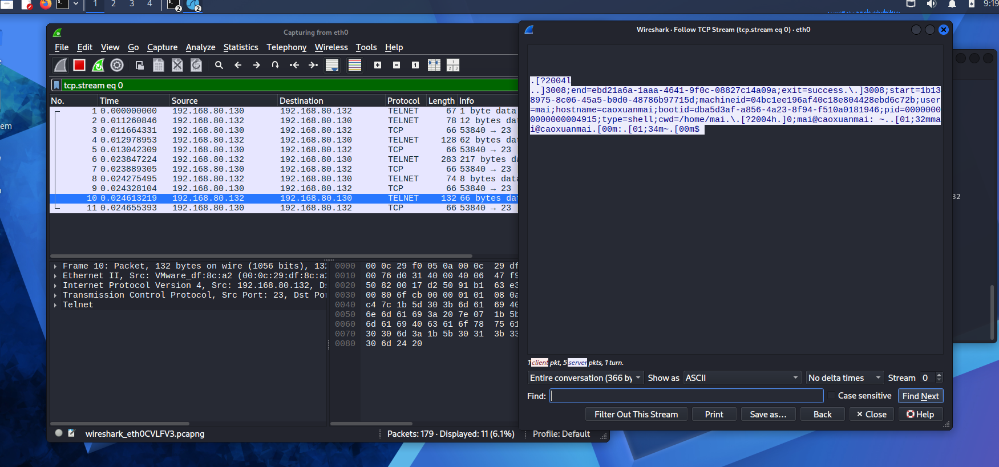 1 2 3 4
2
2
9:19
Capturing from eth0
File Edit View Go Capture Analyze Statistics Telephony Wireless Tools Help
tcp.stream eq 0
No. Time Source Destination Protocol Length Info
1 0.000000000 192.168.80.130 192.168.80.132 TELNET 67 1 byte data
2 0.011260846 192.168.80.132 192.168.80.130 TELNET 78 12 bytes dat
3 0.011664331 192.168.80.130 192.168.80.132 TCP 66 53840 → 23
4 0.012978953 192.168.80.132 192.168.80.130 TELNET 128 62 bytes dat
5 0.013042309 192.168.80.130 192.168.80.132 TCP 66 53840 → 23
6 0.023847224 192.168.80.132 192.168.80.130 TELNET 283 217 bytes da
7 0.023889305 192.168.80.130 192.168.80.132 TCP 66 53840 → 23
8 0.024275495 192.168.80.132 192.168.80.130 TELNET 74 8 bytes data
9 0.024328104 192.168.80.130 192.168.80.132 TCP 66 53840 → 23
10 0.024613219 192.168.80.132 192.168.80.130 TELNET 132 66 bytes dat
11 0.024655393 192.168.80.130 192.168.80.132 TCP 66 53840 → 23
Frame 10: Packet, 132 bytes on wire (1056 bits), 132
Ethernet II, Src: VMware_df:8c:a2 (00:0c:29:df:8c:a2
Internet Protocol Version 4, Src: 192.168.80.132, Ds
Transmission Control Protocol, Src Port: 23, Dst Por
Telnet
0000 00 0c 29 f0 05 0a 00 0c 29 df
0010 00 76 d0 31 40 00 40 06 47 f9
0020 50 82 00 17 d2 50 91 b1 63 e3
0030 00 80 6f cb 00 00 01 01 08 0a
0040 c4 7c 1b 5d 30 3b 6d 61 69 40
0050 6e 6d 61 69 3a 20 7e 07 1b 5b
0060 6d 61 69 40 63 61 6f 78 75 61
0070 30 30 6d 3a 1b 5b 30 31 3b 33
0080 30 6d 24 20
wireshark_eth0CVLFV3.pcapng
Packets: 179 · Displayed: 11 (6.1%)
Profile: Default
Wireshark · Follow TCP Stream (tcp.stream eq 0) · eth0
.[?2004l
..]3008;end=ebd21a6a-1aaa-4641-9f0c-08827c14a09a;exit=success.\.]3008;start=1b13
8975-8c06-45a5-b0d0-48786b97715d;machineid=04bc1ee196af40c18e804428ebd6c72b;user
=mai;hostname=caoxuanmai;bootid=dba5d3af-a856-4a23-8f94-f510a0181946;pid=0000000
0000000004915;type=shell;cwd=/home/mai.\.[?2004h.]0;mai@caoxuanmai: ~..[01;32mma
i@caoxuanmai.[00m:.[01;34m~.[00m$
1 client pkt, 5 server pkts, 1 turn.
Entire conversation (366 by Show as ASCII No delta times Stream 0
Find: Case sensitive Find Next
Filter Out This Stream Print Save as… Back × Close Help
32
em